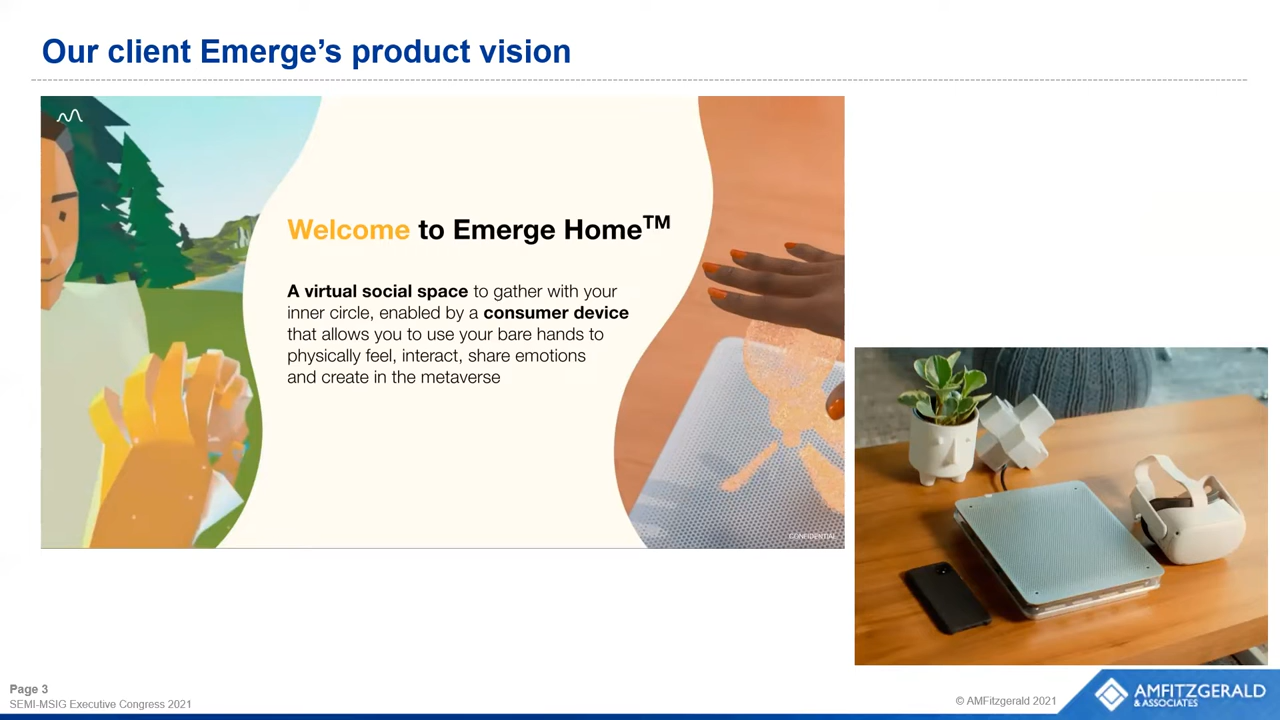 Our client Emerge’s product vision
Welcome to Emerge Home™
A virtual social space to gather with your
inner circle, enabled by a consumer device
that allows you to use your bare hands to
physically feel, interact, share emotions
and create in the metaverse
CONFIDENTIAL
Page 3
SEMI-MSIG Executive Congress 2021
© AMFitzgerald 2021
AMFITZGERALD
& ASSOCIATES